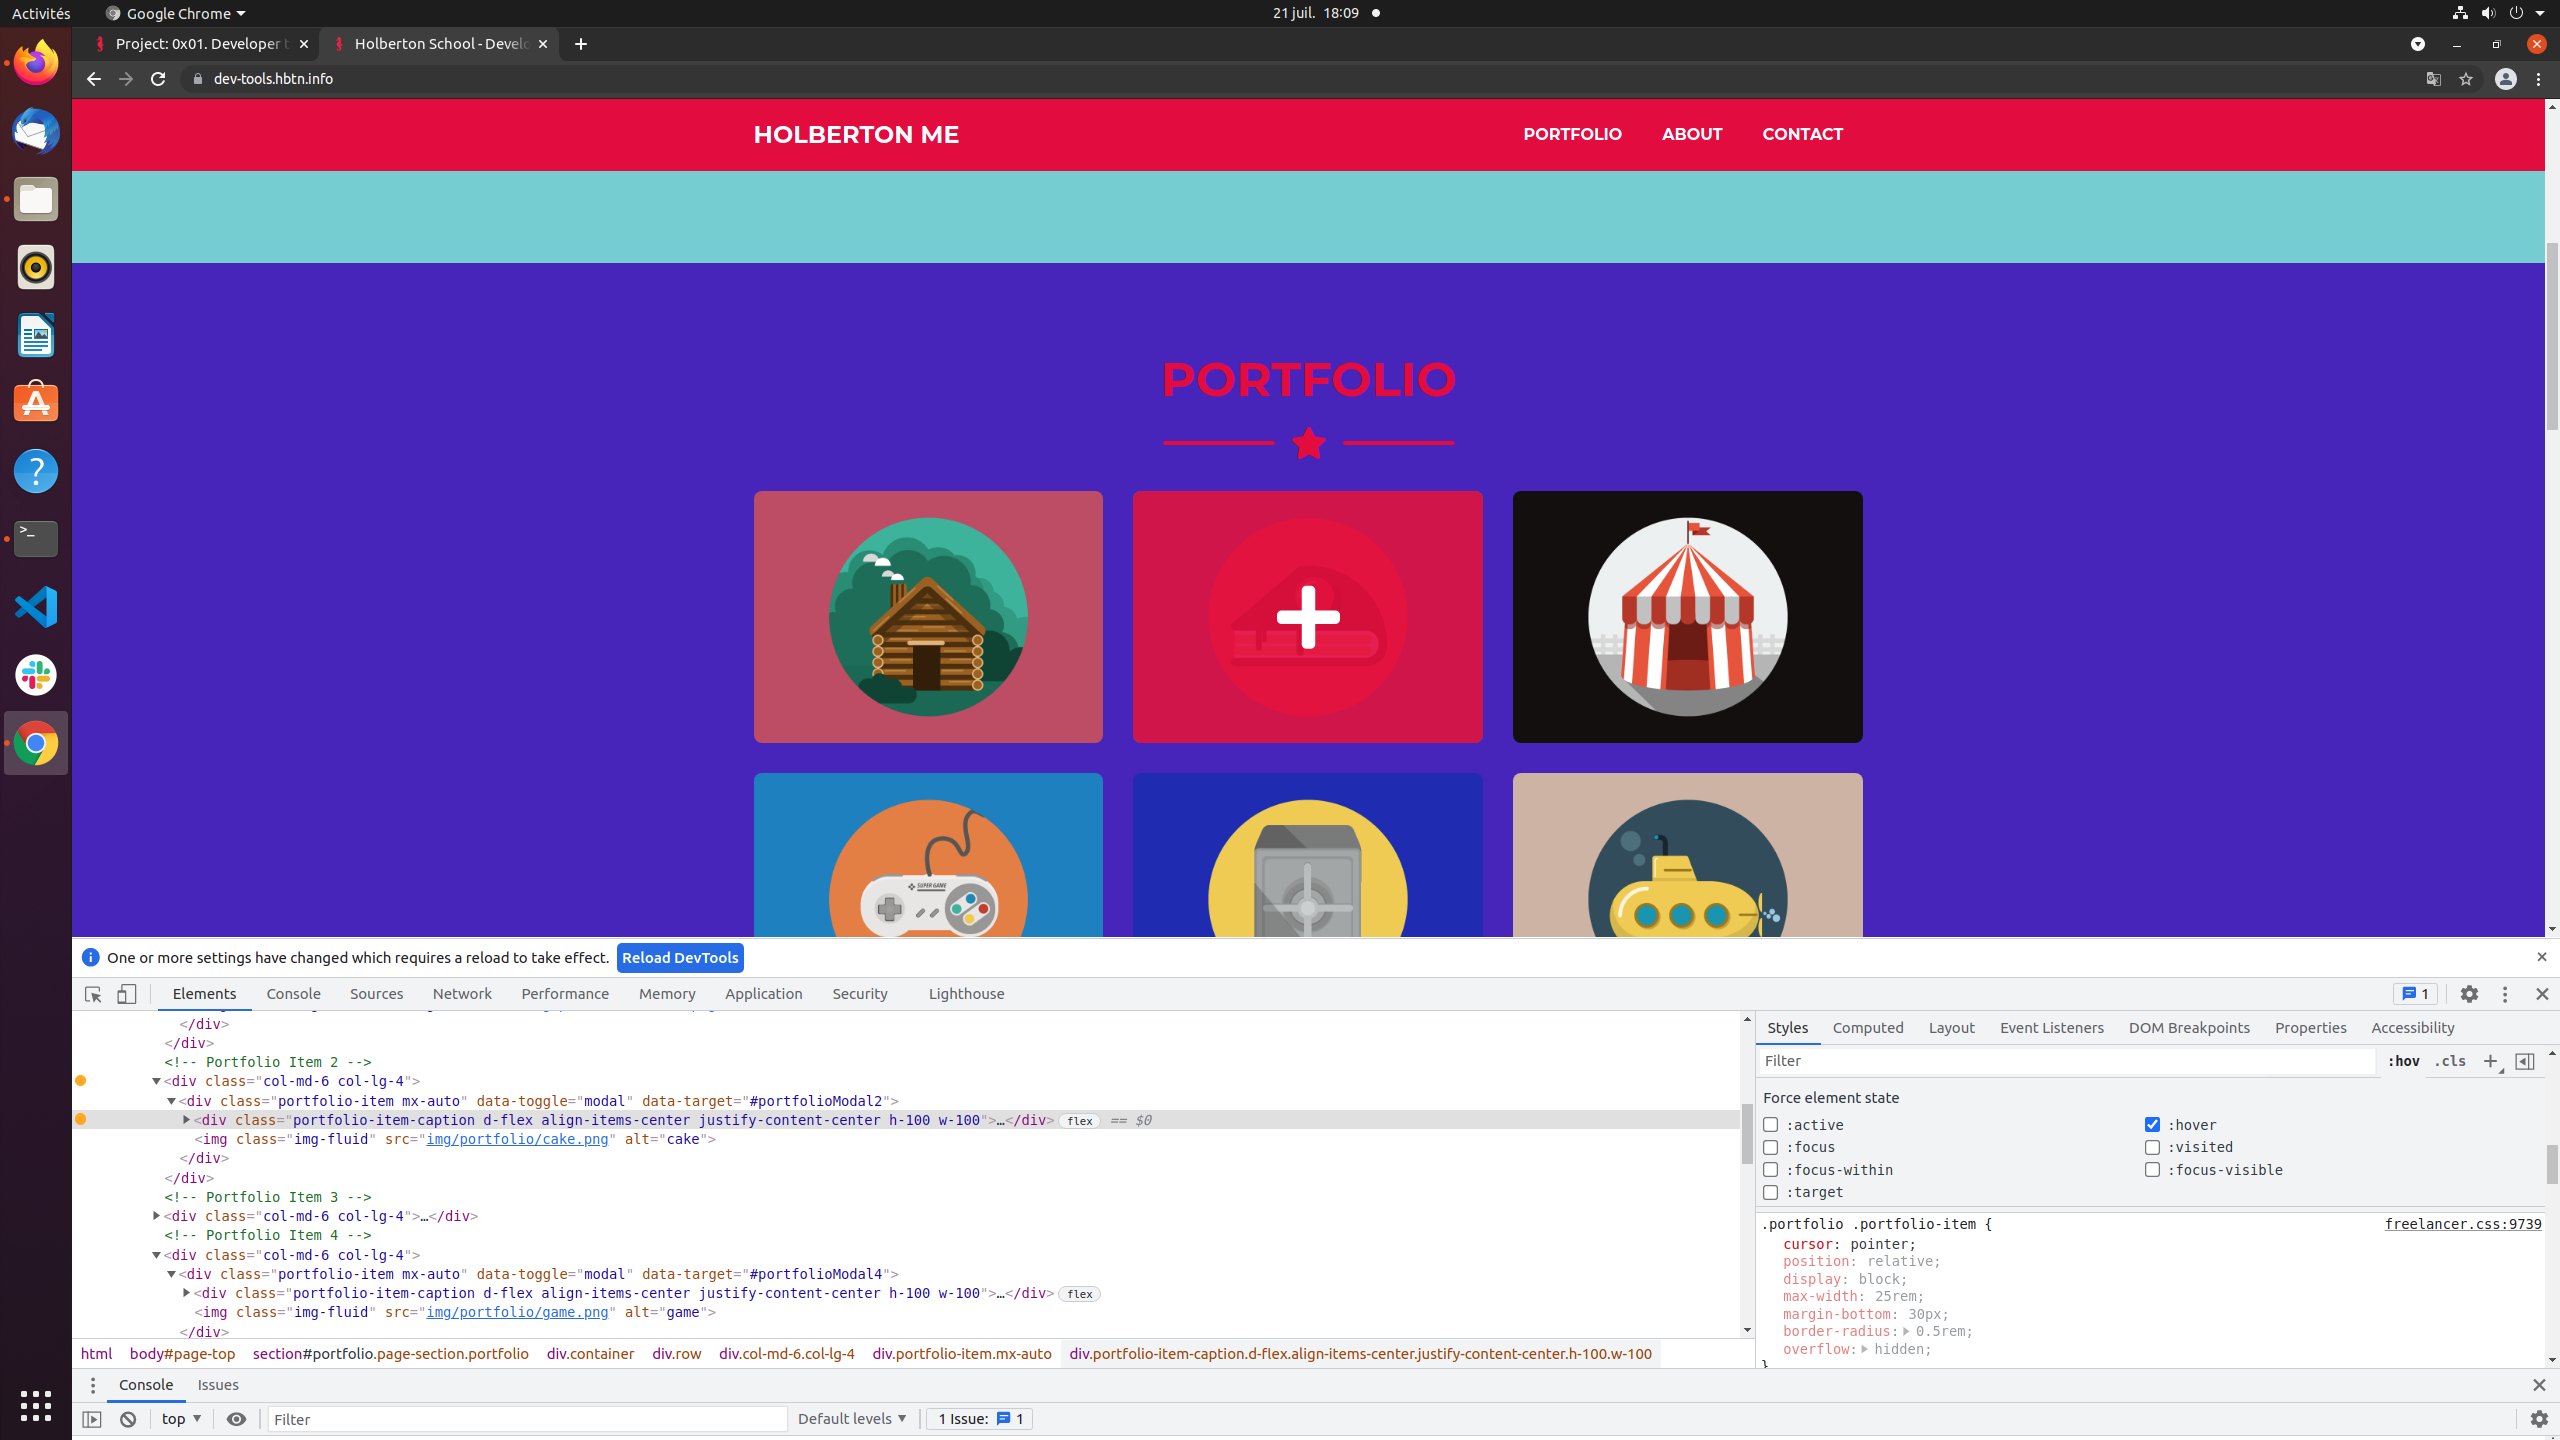 Activités
Google Chrome
21 juil. 18:09
Project: 0x01. Developer t
Holberton School - Develo
dev-tools.hbtn.info
HOLBERTON ME
PORTFOLIO
ABOUT
CONTACT
PORTFOLIO
SUPER GAME
One or more settings have changed which requires a reload to take effect.
Reload DevTools
Elements
Console
Sources
Network
Performance
Memory
Application
Security
Lighthouse
1
</div>
</div>
<!-- Portfolio Item 2 -->
<div class="col-md-6 col-lg-4">
<div class="portfolio-item mx-auto" data-toggle="modal" data-target="#portfolioModal2">
<div class="portfolio-item-caption d-flex align-items-center justify-content-center h-100 w-100">…</div> flex == $0
<img class="img-fluid" src="img/portfolio/cake.png" alt="cake">
</div>
</div>
<!-- Portfolio Item 3 -->
<div class="col-md-6 col-lg-4">…</div>
<!-- Portfolio Item 4 -->
<div class="col-md-6 col-lg-4">
<div class="portfolio-item mx-auto" data-toggle="modal" data-target="#portfolioModal4">
<div class="portfolio-item-caption d-flex align-items-center justify-content-center h-100 w-100">…</div> flex
<img class="img-fluid" src="img/portfolio/game.png" alt="game">
</div>
html body#page-top section#portfolio.page-section.portfolio div.container div.row div.col-md-6.col-lg-4 div.portfolio-item.mx-auto div.portfolio-item-caption.d-flex.align-items-center.justify-content-center.h-100.w-100
Styles
Computed
Layout
Event Listeners
DOM Breakpoints
Properties
Accessibility
Filter
:hov
.cls
Force element state
:active
:hover
:focus
:visited
:focus-within
:focus-visible
:target
.portfolio .portfolio-item {
freelancer.css:9739
cursor: pointer;
position: relative;
display: block;
max-width: 25rem;
margin-bottom: 30px;
border-radius: 0.5rem;
overflow: hidden;
}
Console
Issues
top
Filter
Default levels
1 Issue: 1